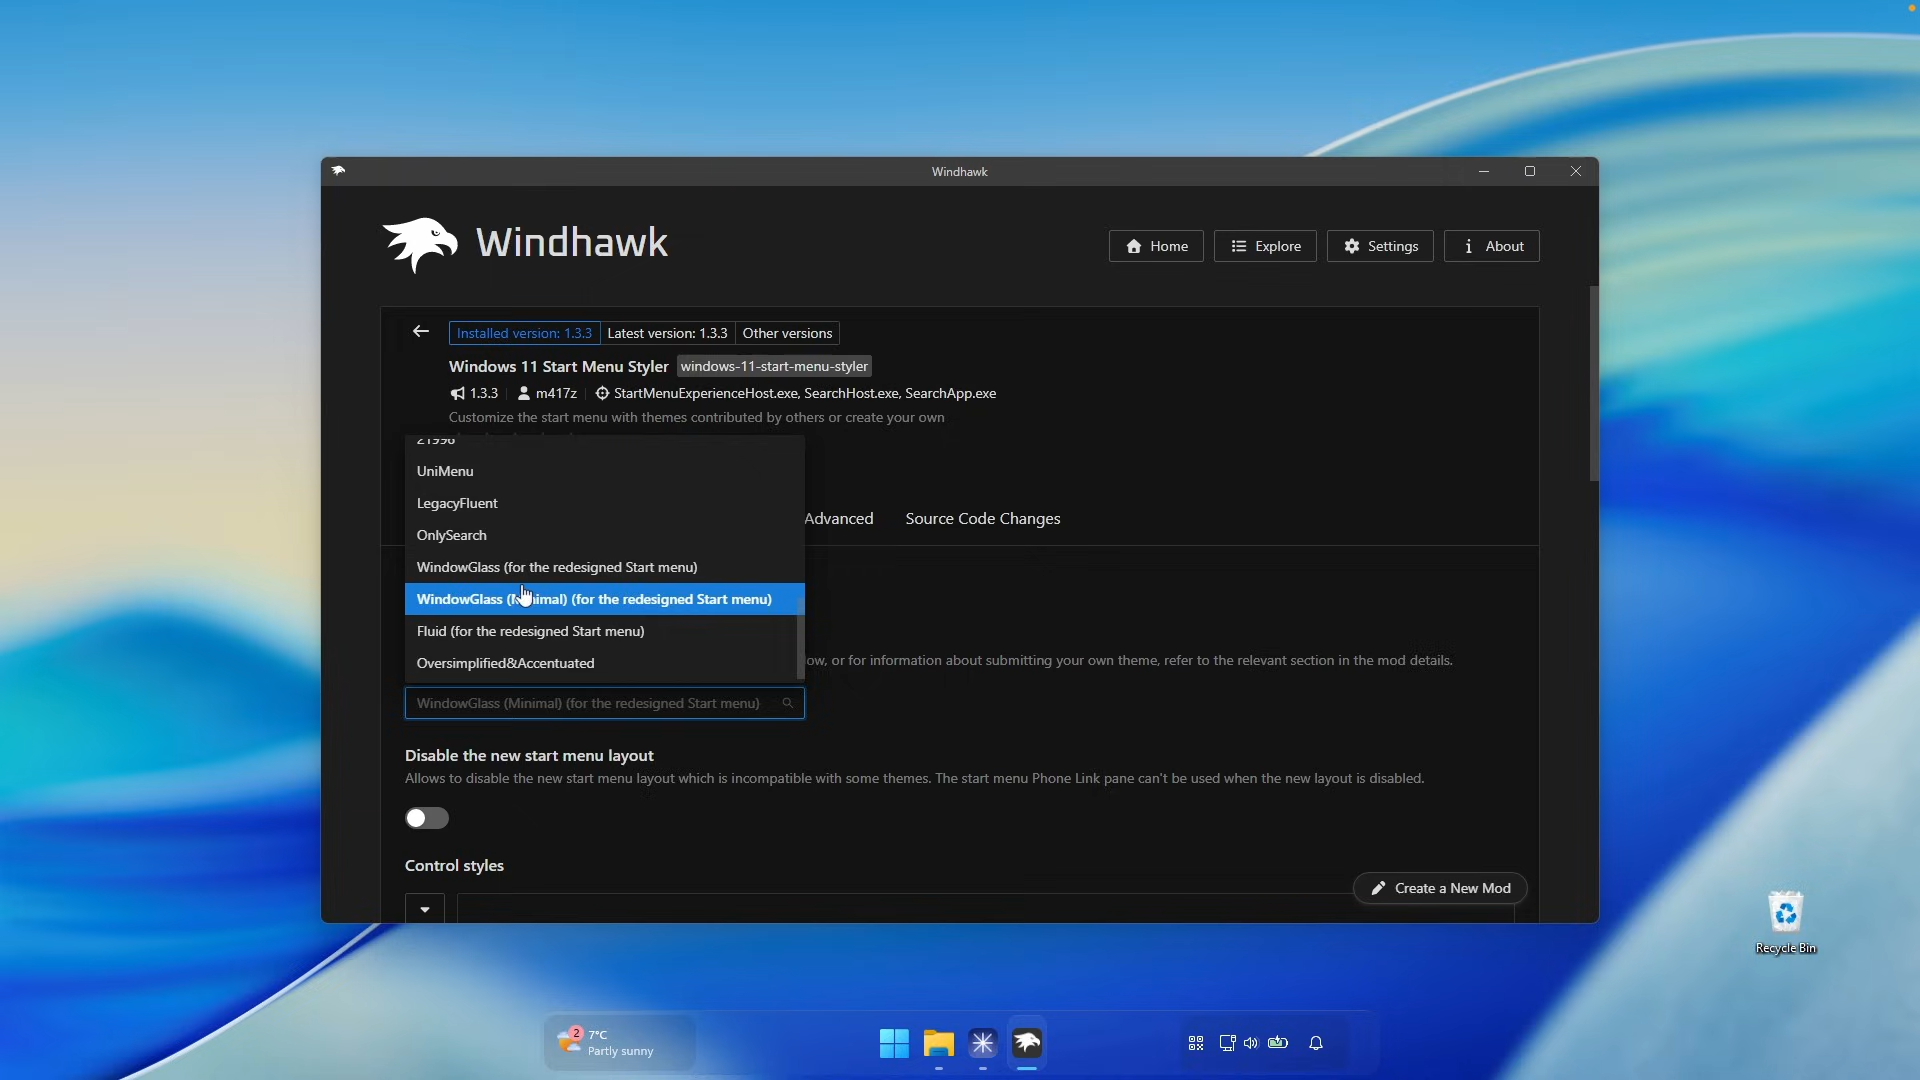 Windhawk
Windhawk
Home
Explore
Settings
About
Installed version: 1.3.3
Latest version: 1.3.3
Other versions
Windows 11 Start Menu Styler windows-11-start-menu-styler
1.3.3 m417z StartMenuExperienceHost.exe, SearchHost.exe, SearchApp.exe
Customize the start menu with themes contributed by others or create your own
21996
UniMenu
LegacyFluent
OnlySearch
WindowGlass (for the redesigned Start menu)
WindowGlass (Minimal) (for the redesigned Start menu)
Fluid (for the redesigned Start menu)
Oversimplified&Accentuated
Advanced
Source Code Changes
or for information about submitting your own theme, refer to the relevant section in the mod details.
WindowGlass (Minimal) (for the redesigned Start menu)
Disable the new start menu layout
Allows to disable the new start menu layout which is incompatible with some themes. The start menu Phone Link pane can't be used when the new layout is disabled.
Control styles
Create a New Mod
Recycle Bin
2
7°C
Partly sunny